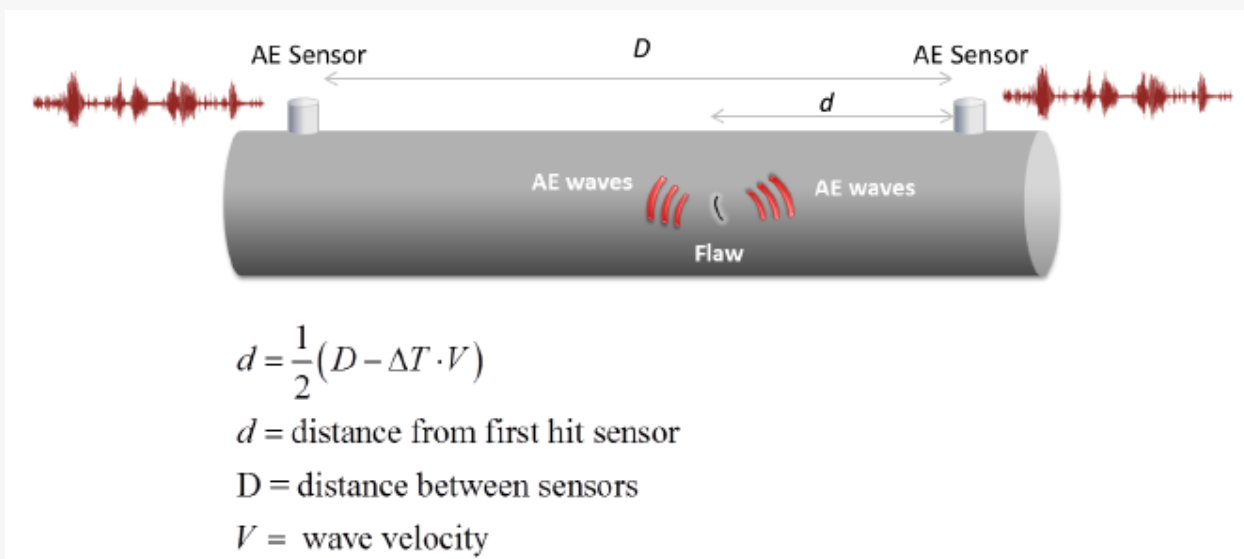 D
AE Sensor AE Sensor
d
AE waves AE waves
Flaw
d = 1/2 (D − ΔT · V)
d = distance from first hit sensor
D = distance between sensors
V = wave velocity